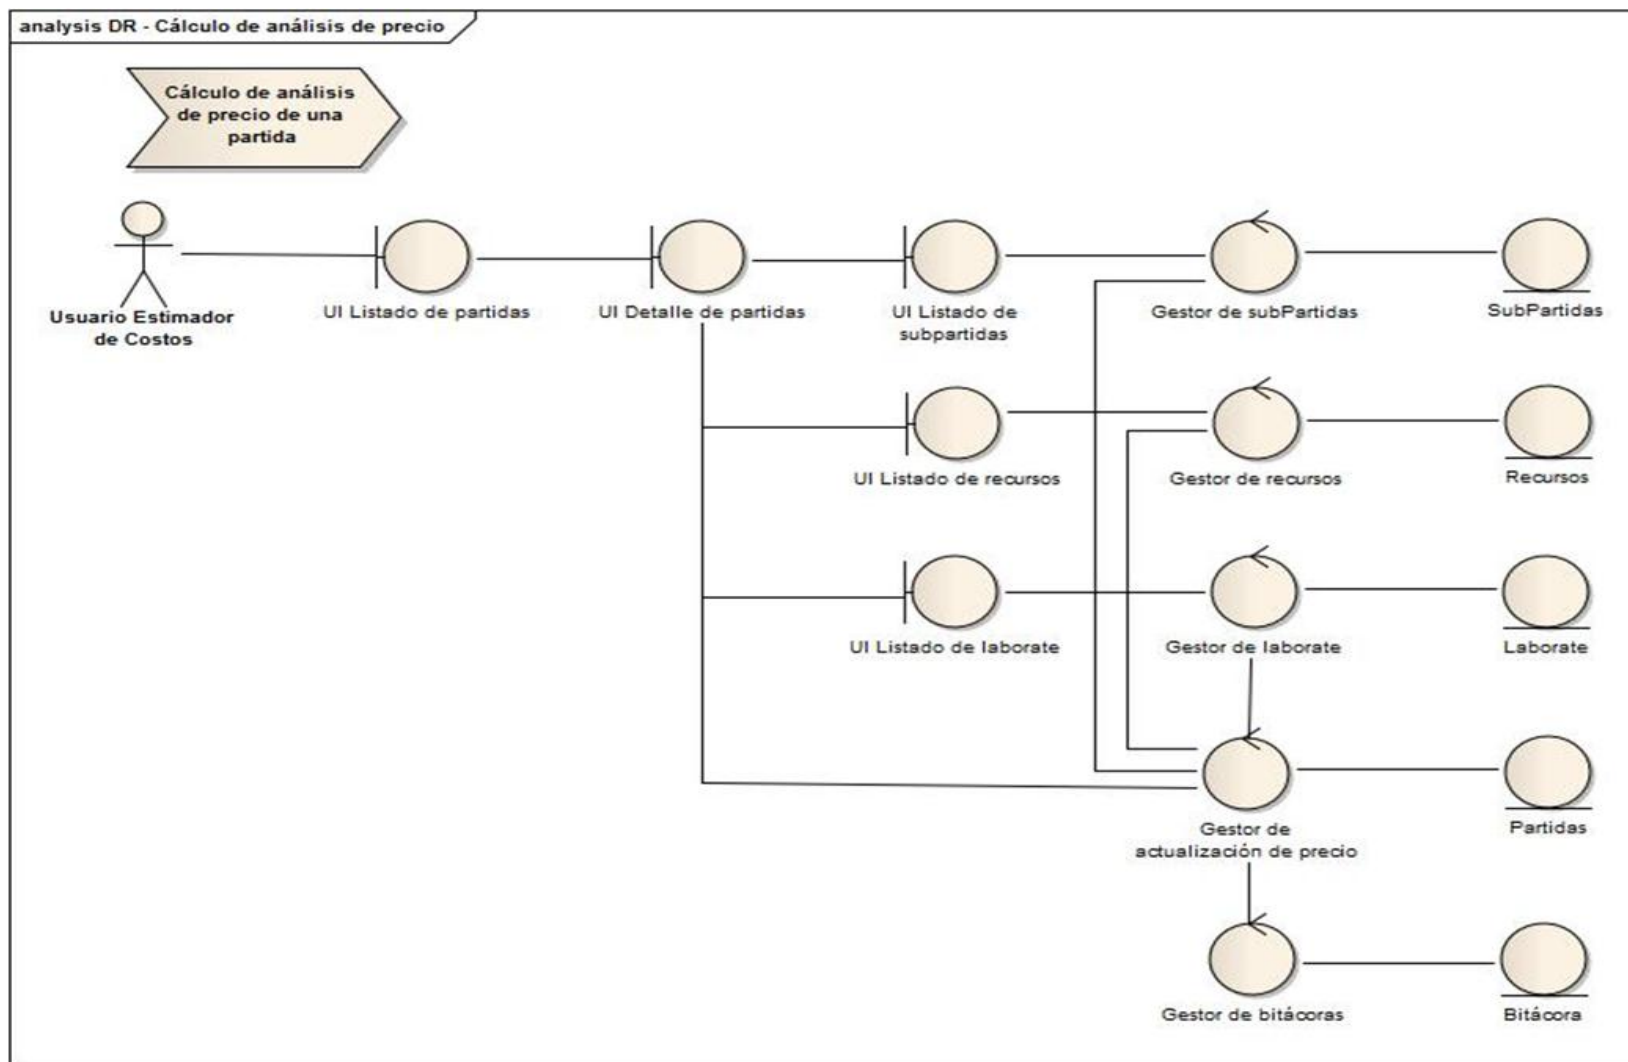 analysis DR - Cálculo de análisis de precio
Cálculo de análisis
de precio de una
partida
Usuario Estimador
de Costos
UI Listado de partidas
UI Detalle de partidas
UI Listado de
subpartidas
Gestor de subPartidas
SubPartidas
UI Listado de recursos
Gestor de recursos
Recursos
UI Listado de laborate
Gestor de laborate
Laborate
Gestor de
actualización de precio
Partidas
Gestor de bitácoras
Bitácora